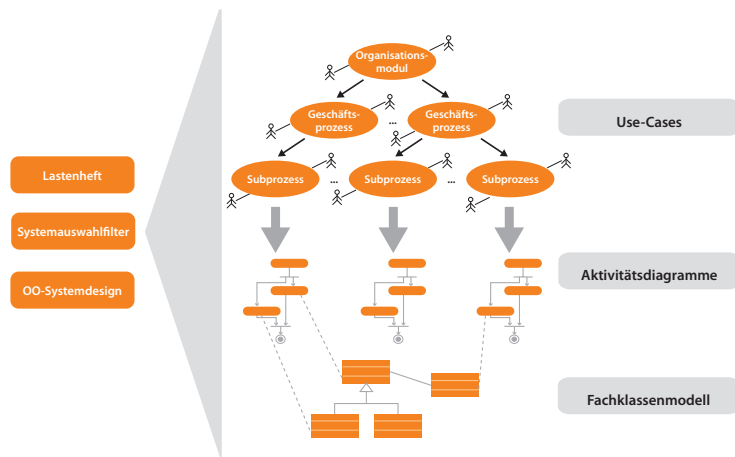 Organisations-
modul
Geschäfts-
prozess
...
Geschäfts-
prozess
Use-Cases
Lastenheft
Subprozess
...
Subprozess
...
Subprozess
Systemauswahlfilter
OO-Systemdesign
Aktivitätsdiagramme
Fachklassenmodell